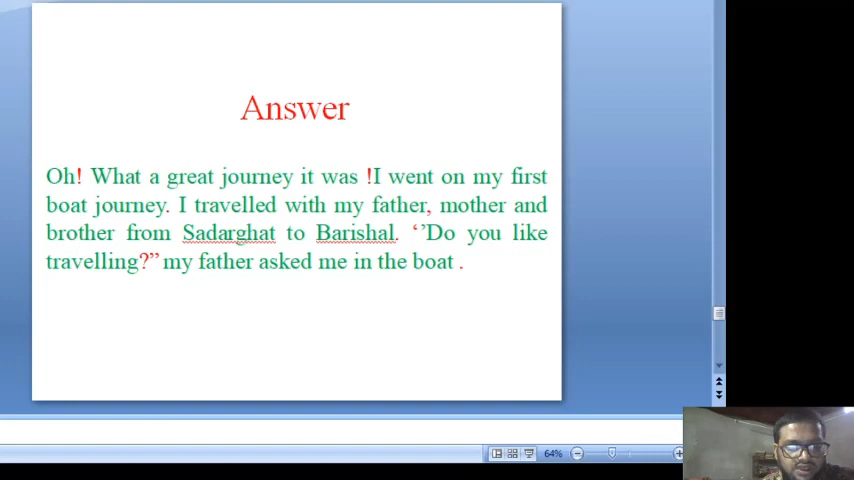 Answer
Oh! What a great journey it was !I went on my first
boat journey. I travelled with my father, mother and
brother from Sadarghat to Barishal. ‘’Do you like
travelling?” my father asked me in the boat .
64%